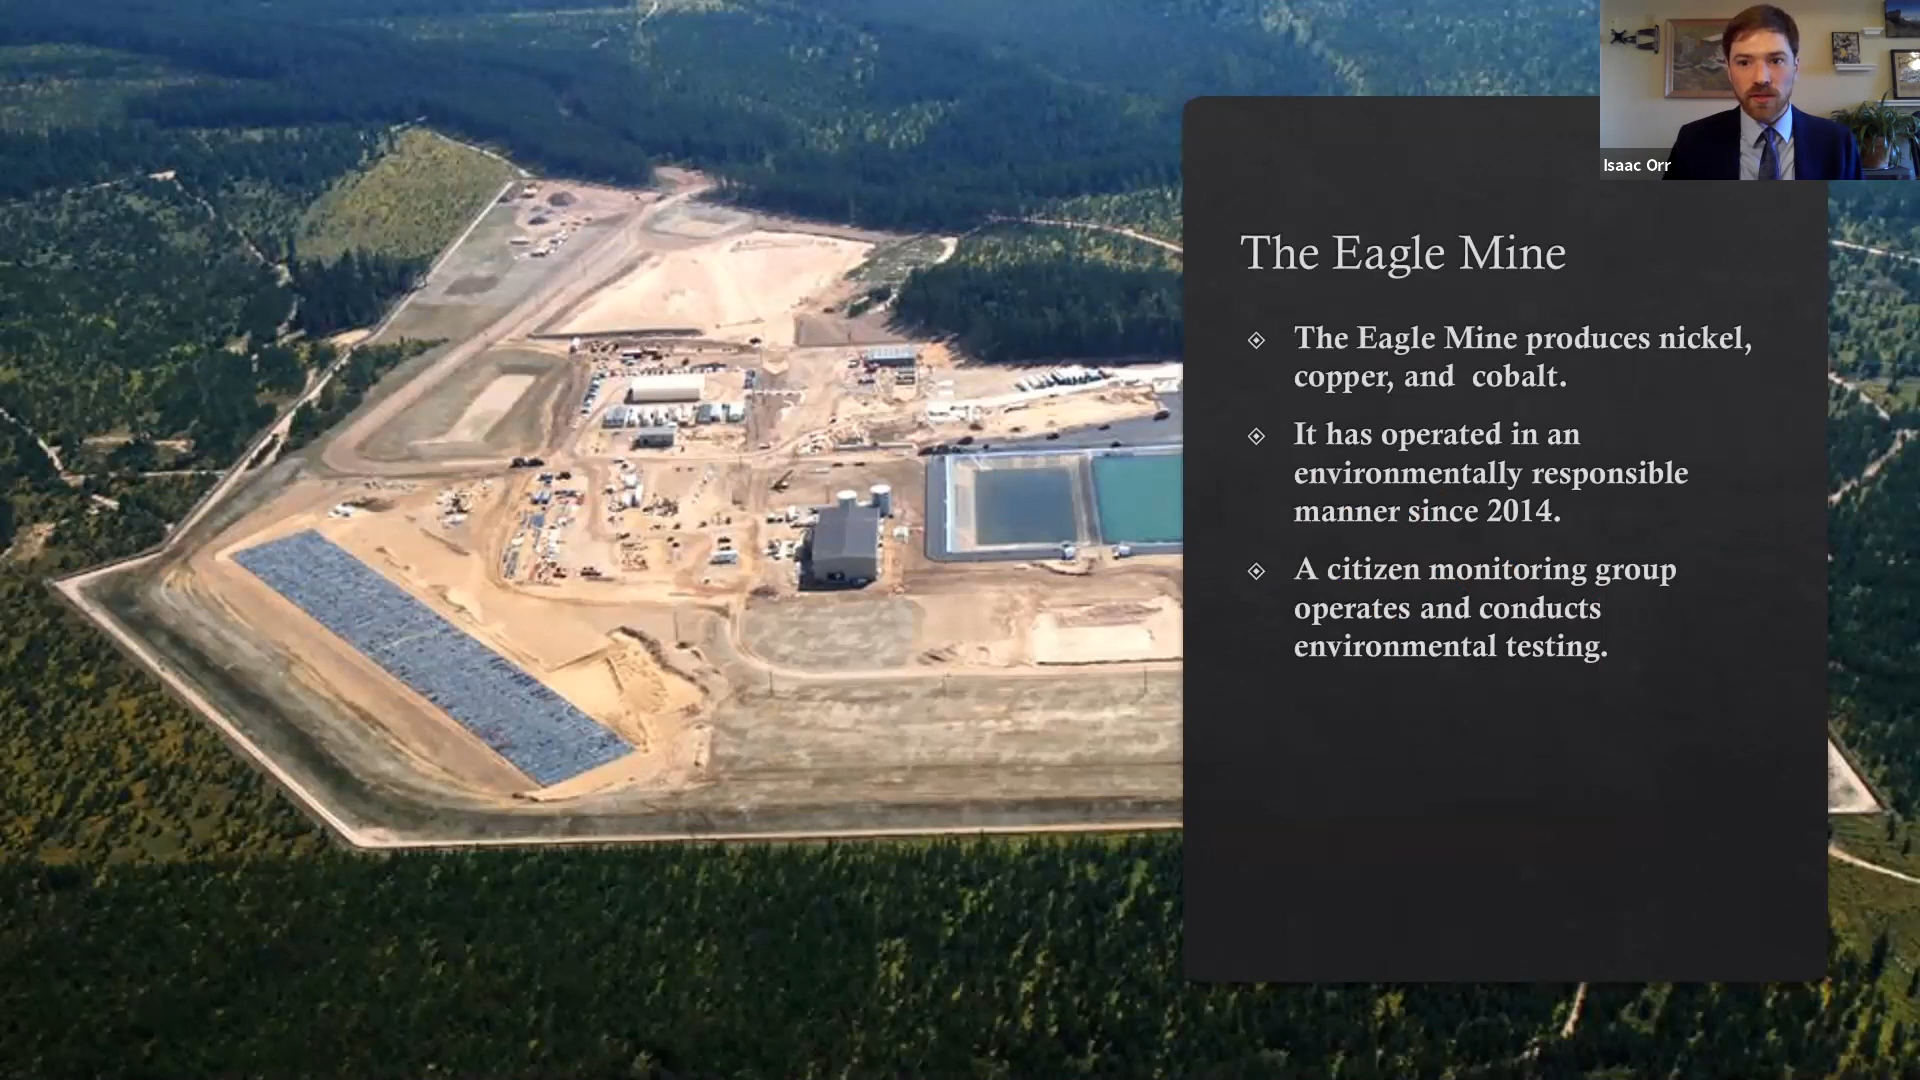 Isaac Orr
The Eagle Mine
The Eagle Mine produces nickel,
copper, and cobalt.
It has operated in an
environmentally responsible
manner since 2014.
A citizen monitoring group
operates and conducts
environmental testing.